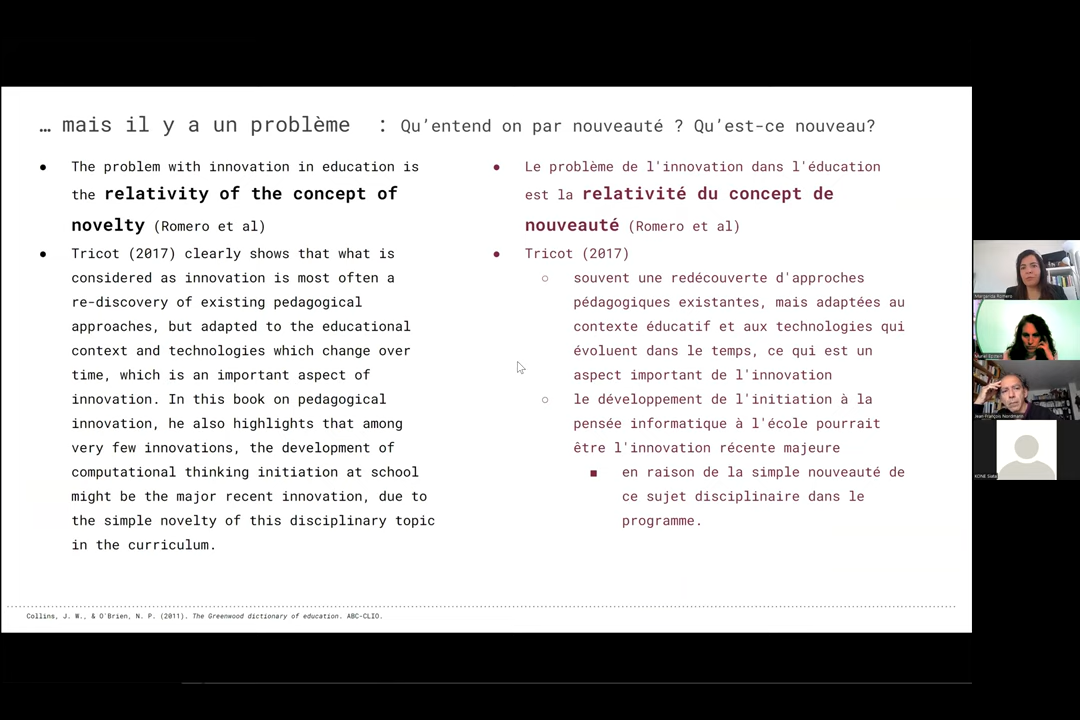 … mais il y a un problème : Qu’entend on par nouveauté ? Qu’est-ce nouveau?
● The problem with innovation in education is
the relativity of the concept of
novelty (Romero et al)
● Tricot (2017) clearly shows that what is
considered as innovation is most often a
re-discovery of existing pedagogical
approaches, but adapted to the educational
context and technologies which change over
time, which is an important aspect of
innovation. In this book on pedagogical
innovation, he also highlights that among
very few innovations, the development of
computational thinking initiation at school
might be the major recent innovation, due to
the simple novelty of this disciplinary topic
in the curriculum.
● Le problème de l'innovation dans l'éducation
est la relativité du concept de
nouveauté (Romero et al)
● Tricot (2017)
○ souvent une redécouverte d'approches
pédagogiques existantes, mais adaptées au
contexte éducatif et aux technologies qui
évoluent dans le temps, ce qui est un
aspect important de l'innovation
○ le développement de l'initiation à la
pensée informatique à l'école pourrait
être l'innovation récente majeure
■ en raison de la simple nouveauté de
ce sujet disciplinaire dans le
programme.
Collins, J. W., & O'Brien, N. P. (2011). The Greenwood dictionary of education. ABC-CLIO.
Margarida Romero
Jean-François Nordmann